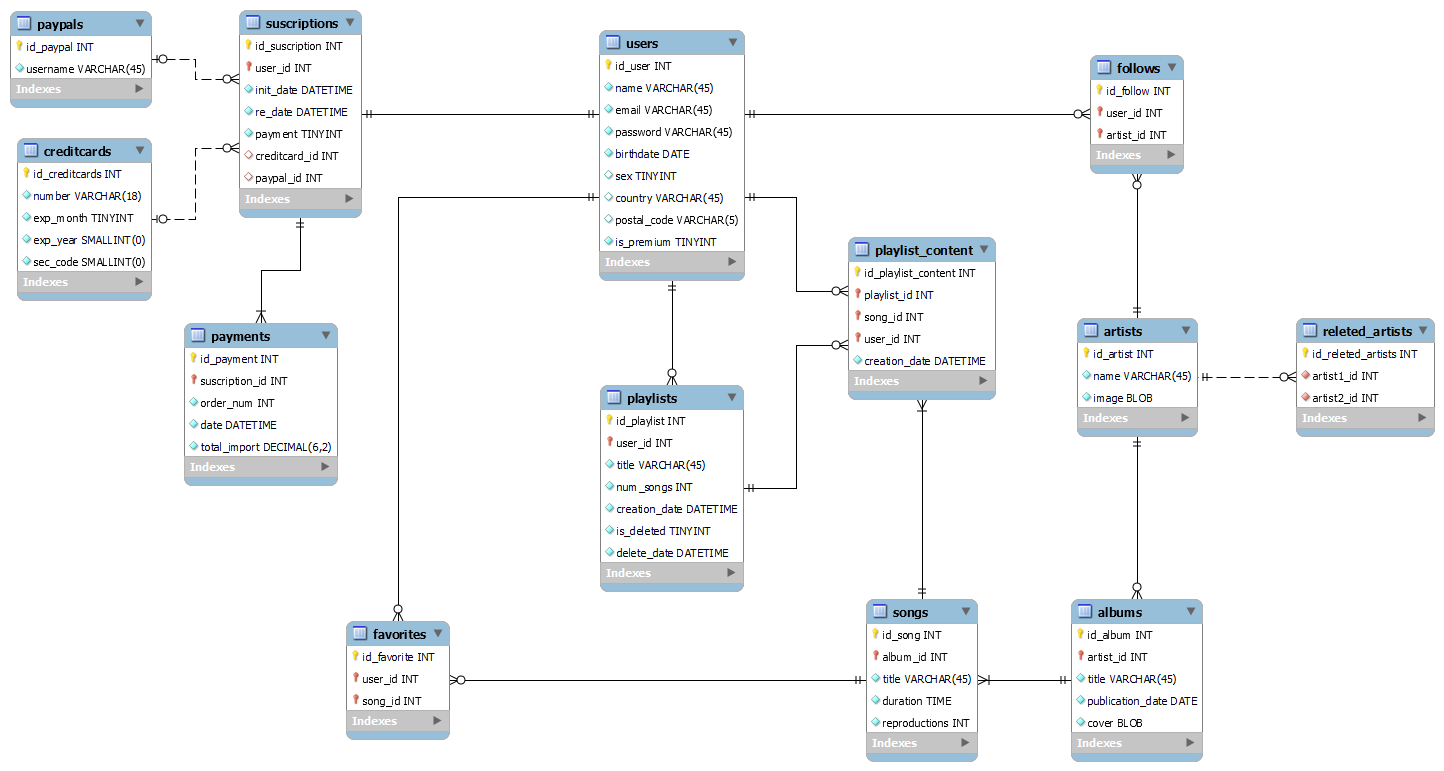 paypals
id_paypal INT
username VARCHAR(45)
Indexes
suscriptions
id_suscription INT
user_id INT
init_date DATETIME
re_date DATETIME
payment TINYINT
creditcard_id INT
paypal_id INT
Indexes
users
id_user INT
name VARCHAR(45)
email VARCHAR(45)
password VARCHAR(45)
birthdate DATE
sex TINYINT
country VARCHAR(45)
postal_code VARCHAR(5)
is_premium TINYINT
Indexes
follows
id_follow INT
user_id INT
artist_id INT
Indexes
creditcards
id_creditcards INT
number VARCHAR(18)
exp_month TINYINT
exp_year SMALLINT(0)
sec_code SMALLINT(0)
Indexes
playlist_content
id_playlist_content INT
playlist_id INT
song_id INT
user_id INT
creation_date DATETIME
Indexes
payments
id_payment INT
suscription_id INT
order_num INT
date DATETIME
total_import DECIMAL(6,2)
Indexes
artists
id_artist INT
name VARCHAR(45)
image BLOB
Indexes
releted_artists
id_releted_artists INT
artist1_id INT
artist2_id INT
Indexes
playlists
id_playlist INT
user_id INT
title VARCHAR(45)
num_songs INT
creation_date DATETIME
is_deleted TINYINT
delete_date DATETIME
Indexes
favorites
id_favorite INT
user_id INT
song_id INT
Indexes
songs
id_song INT
album_id INT
title VARCHAR(45)
duration TIME
reproductions INT
Indexes
albums
id_album INT
artist_id INT
title VARCHAR(45)
publication_date DATE
cover BLOB
Indexes